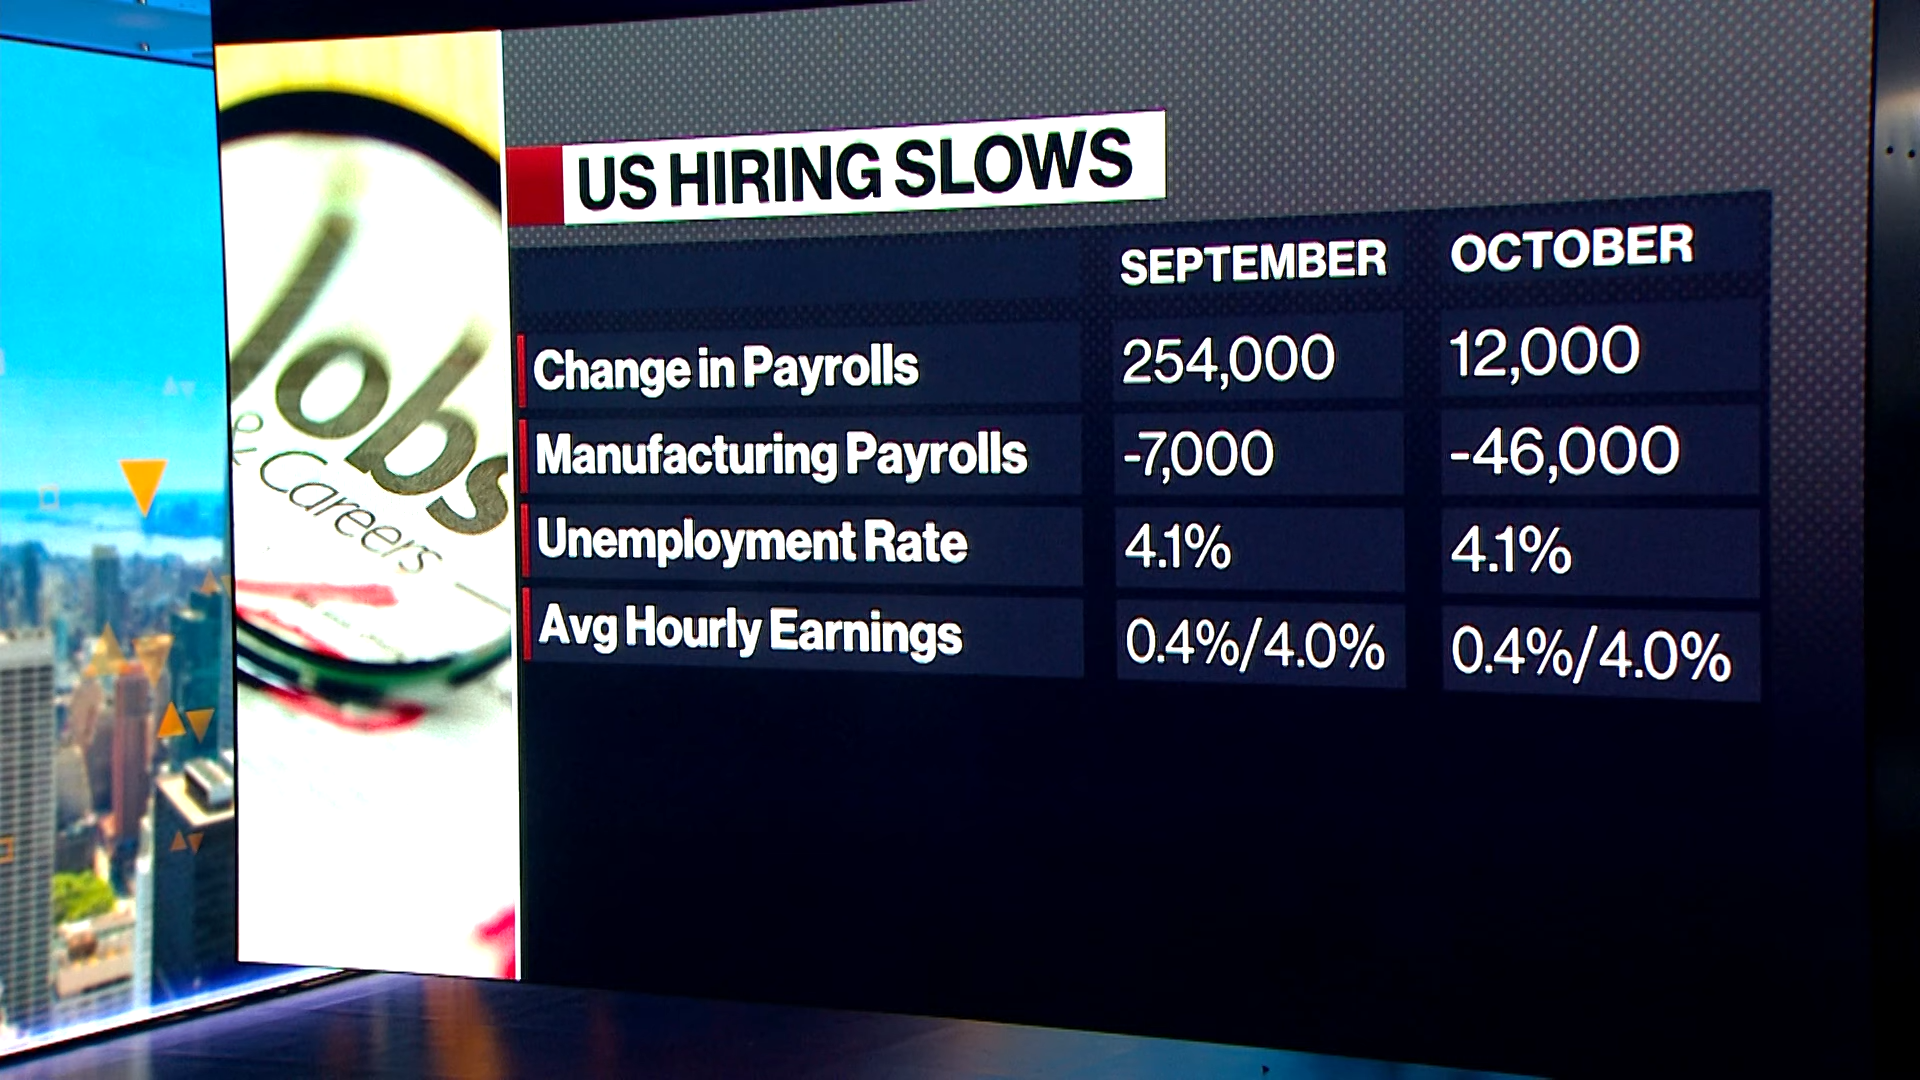 Jobs
& Careers
US HIRING SLOWS
SEPTEMBER OCTOBER
Change in Payrolls 254,000 12,000
Manufacturing Payrolls -7,000 -46,000
Unemployment Rate 4.1% 4.1%
Avg Hourly Earnings 0.4%/4.0% 0.4%/4.0%